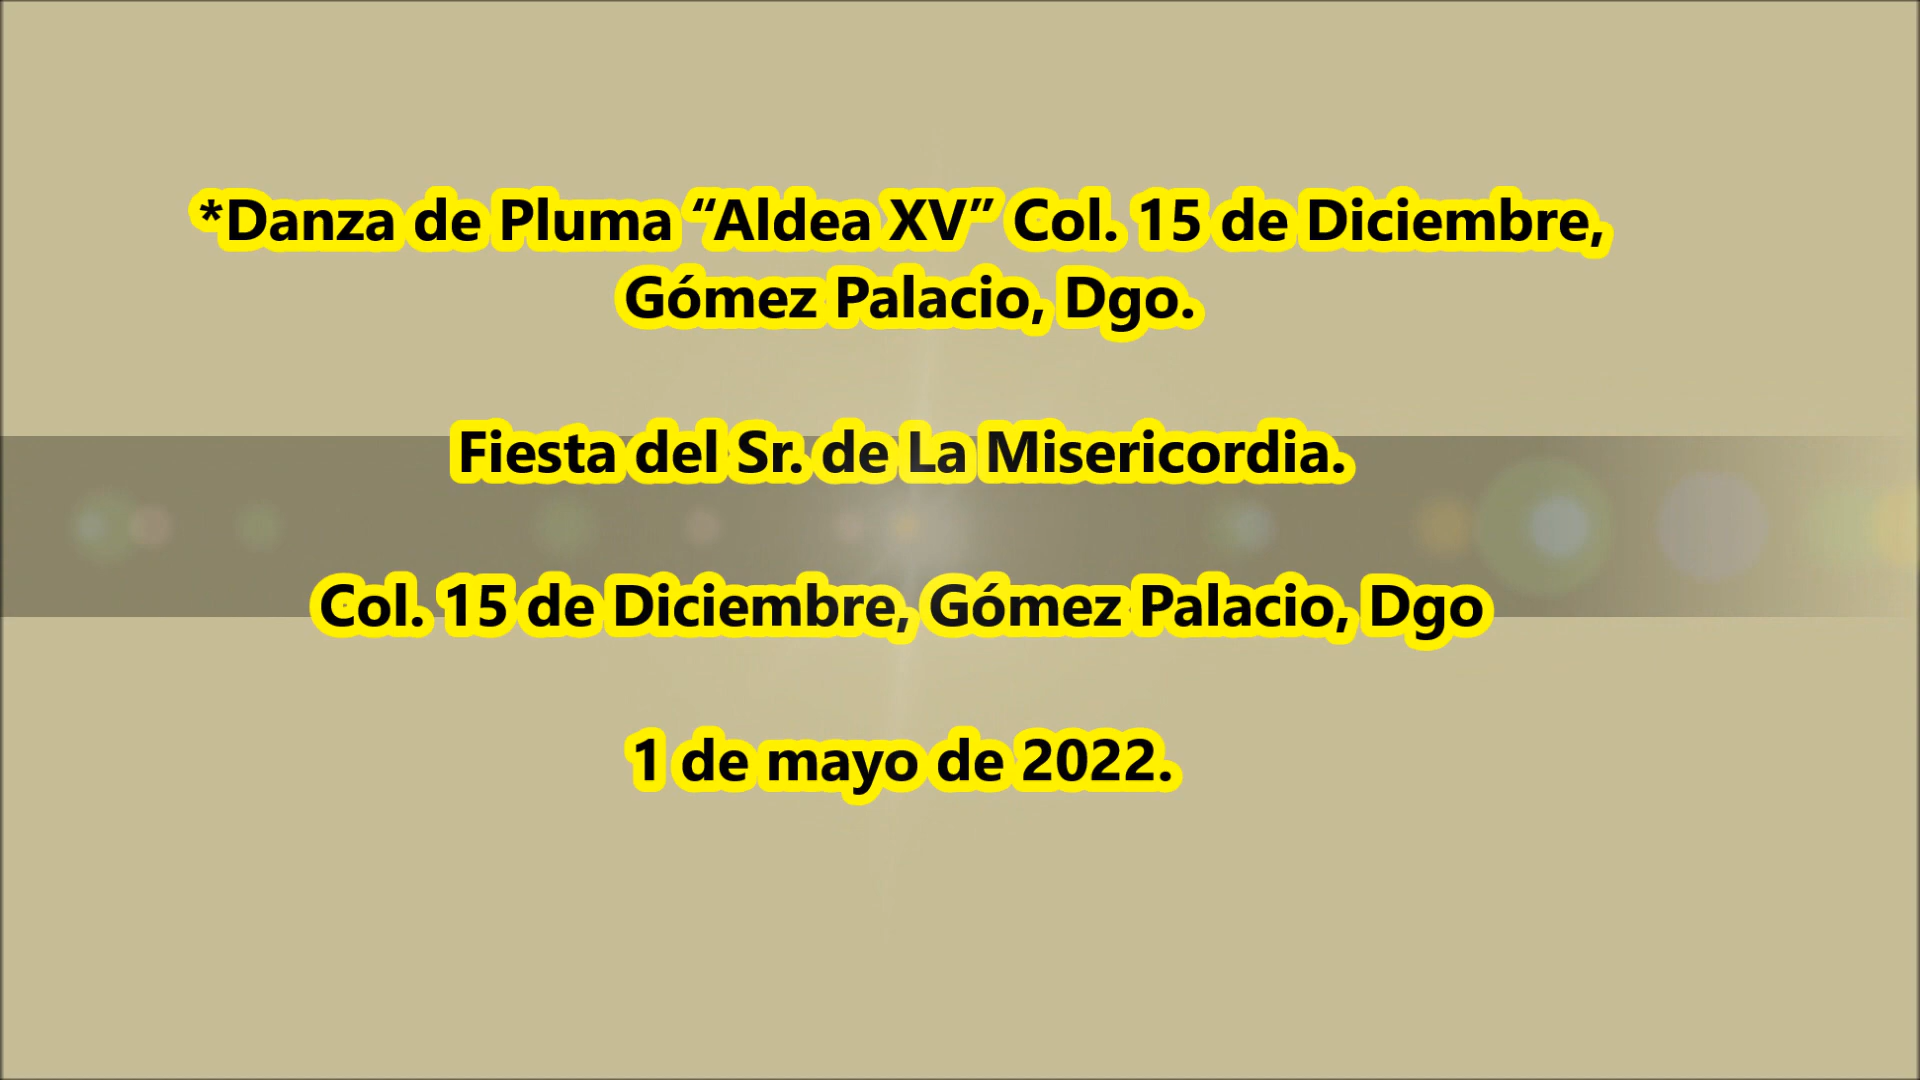 *Danza de Pluma “Aldea XV” Col. 15 de Diciembre,
Gómez Palacio, Dgo.
Fiesta del Sr. de La Misericordia.
Col. 15 de Diciembre, Gómez Palacio, Dgo
1 de mayo de 2022.